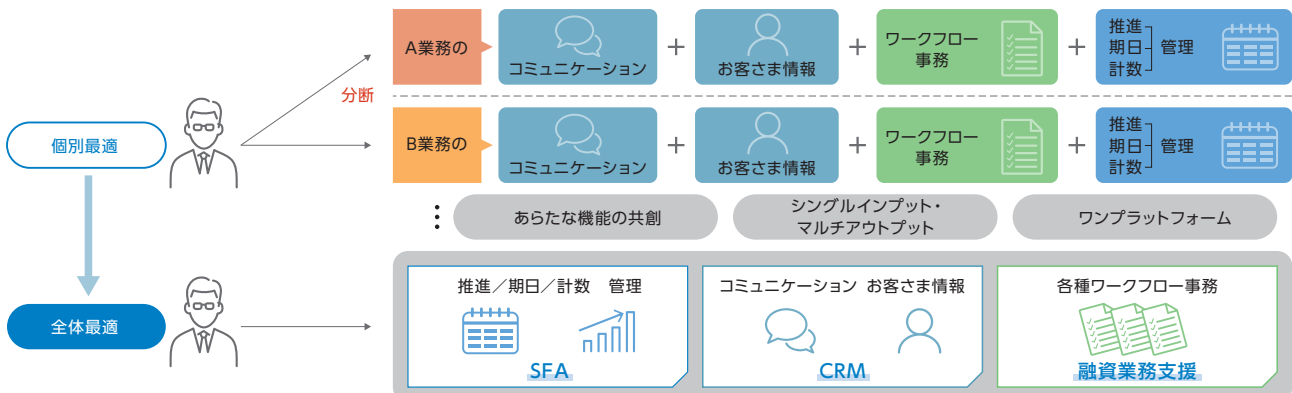 A業務の
コミュニケーション
+
お客さま情報
+
ワークフロー
事務
+
推進
期日
計数
管理
分断
個別最適
B業務の
コミュニケーション
+
お客さま情報
+
ワークフロー
事務
+
推進
期日
計数
管理
⋮
あらたな機能の共創
シングルインプット・
マルチアウトプット
ワンプラットフォーム
全体最適
推進／期日／計数　管理
SFA
コミュニケーション お客さま情報
CRM
各種ワークフロー事務
融資業務支援